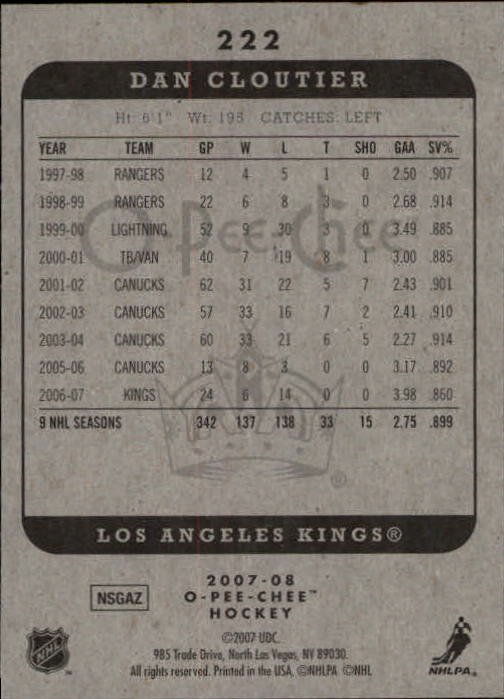 222
DAN CLOUTIER
Ht: 6'1" Wt: 195 CATCHES: LEFT
YEAR TEAM GP W L T SHO GAA SV%
1997-98 RANGERS 12 4 5 1 0 2.50 .907
1998-99 RANGERS 22 6 8 3 0 2.68 .914
1999-00 LIGHTNING 52 9 30 3 0 3.49 .885
2000-01 TB/VAN 40 7 19 8 1 3.00 .885
2001-02 CANUCKS 62 31 22 5 7 2.43 .901
2002-03 CANUCKS 57 33 16 7 2 2.41 .910
2003-04 CANUCKS 60 33 21 6 5 2.27 .914
2005-06 CANUCKS 13 8 3 0 0 3.17 .892
2006-07 KINGS 24 6 14 0 0 3.98 .860
9 NHL SEASONS 342 137 138 33 15 2.75 .899
O-Pee-Chee
LOS ANGELES KINGS®
NSGAZ
2007-08
O-PEE-CHEE™
HOCKEY
©2007 UDC.
985 Trade Drive, North Las Vegas, NV 89030.
All rights reserved. Printed in the USA. ©NHLPA ©NHL
NHL
NHLPA